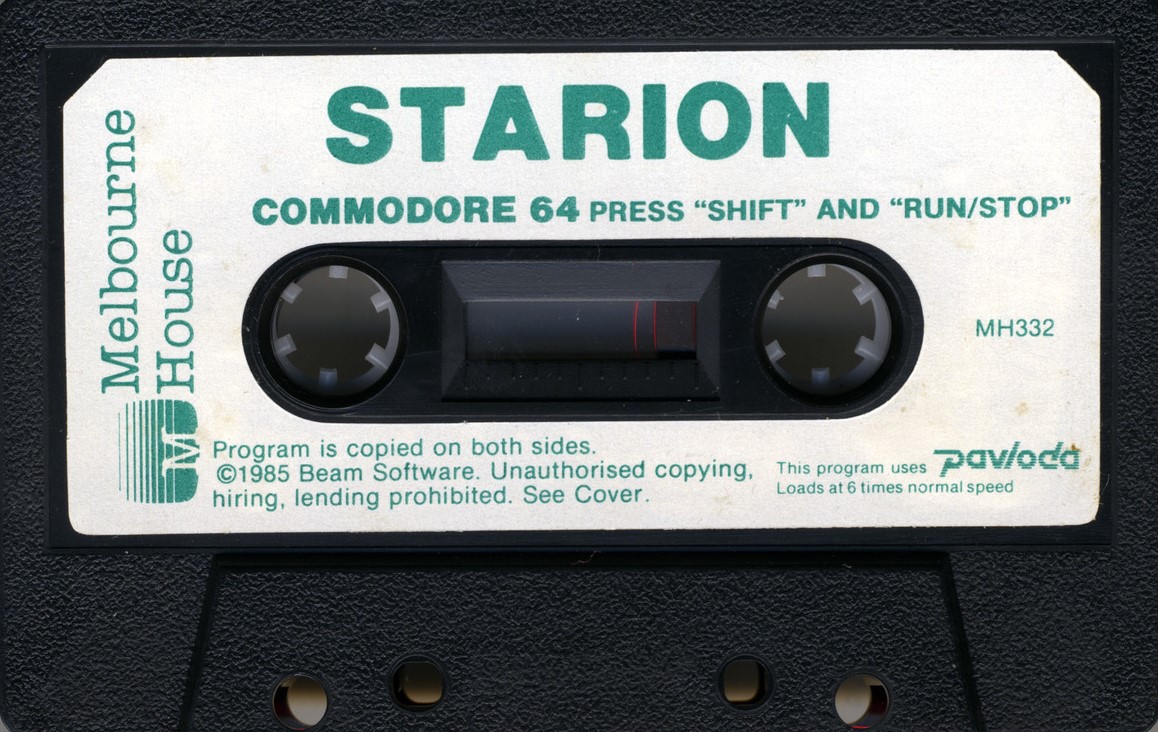 STARION
COMMODORE 64 PRESS “SHIFT” AND “RUN/STOP”
Melbourne
House
M
MH332
Program is copied on both sides.
©1985 Beam Software. Unauthorised copying,
hiring, lending prohibited. See Cover.
This program uses pavloda
Loads at 6 times normal speed